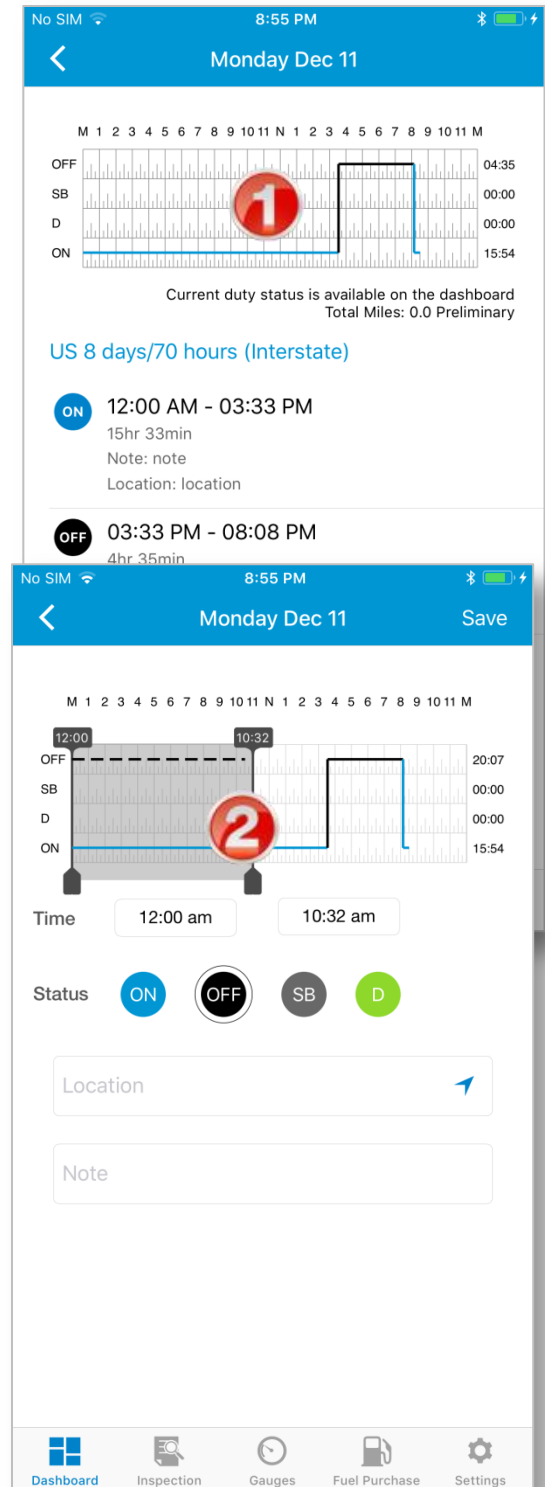 No SIM 8:55 PM
Monday Dec 11
M 1 2 3 4 5 6 7 8 9 10 11 N 1 2 3 4 5 6 7 8 9 10 11 M
OFF 04:35
SB 00:00
D 00:00
ON 15:54
1
Current duty status is available on the dashboard
Total Miles: 0.0 Preliminary
US 8 days/70 hours (Interstate)
ON 12:00 AM - 03:33 PM
15hr 33min
Note: note
Location: location
OFF 03:33 PM - 08:08 PM
4hr 35min
No SIM 8:55 PM
Monday Dec 11 Save
M 1 2 3 4 5 6 7 8 9 10 11 N 1 2 3 4 5 6 7 8 9 10 11 M
12:00 10:32
OFF 20:07
SB 00:00
D 00:00
ON 15:54
2
Time 12:00 am 10:32 am
Status ON OFF SB D
Location
Note
Dashboard Inspection Gauges Fuel Purchase Settings